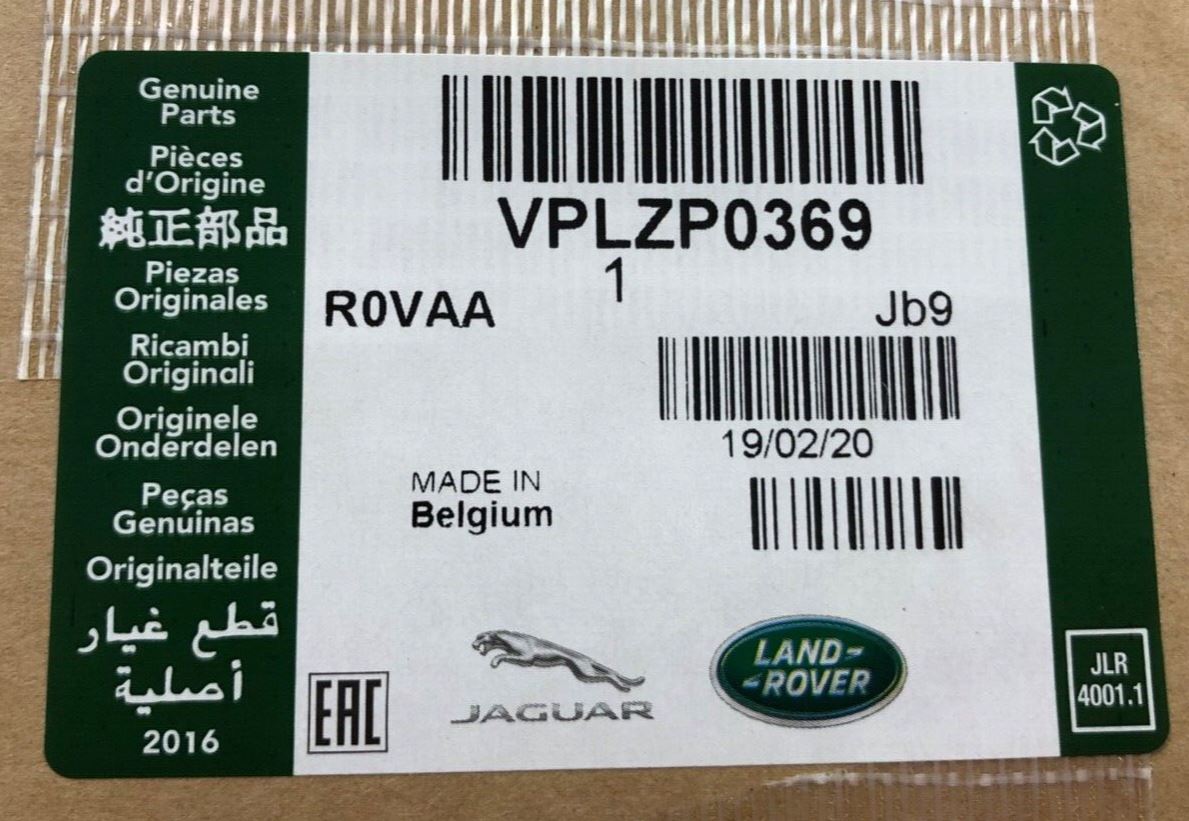 Genuine
Parts
Pièces
d'Origine
純正部品
Piezas
Originales
Ricambi
Originali
Originele
Onderdelen
Peças
Genuinas
Originalteile
قطع غيار
أصلية
2016
VPLZP0369
1
R0VAA
Jb9
19/02/20
MADE IN
Belgium
EAC
JAGUAR
LAND-
-ROVER
JLR
4001.1